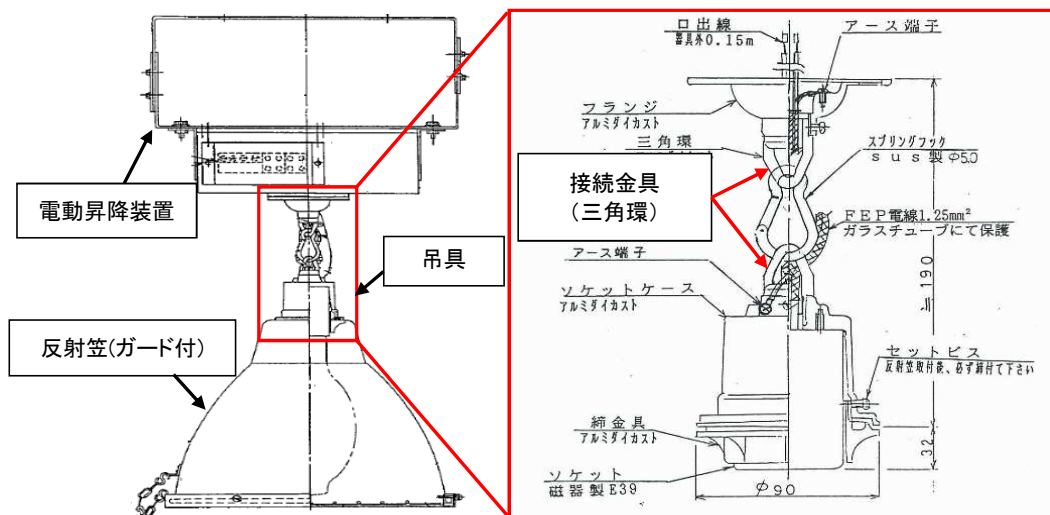 電動昇降装置
吊具
反射笠(ガード付)
口出線
器具外0.15m
アース端子
フランジ
アルミダイカスト
三角環
スプリングフック
sus製φ5.0
接続金具
(三角環)
FEP電線1.25mm²
ガラスチューブにて保護
アース端子
≒190
ソケットケース
アルミダイカスト
セットビス
反射笠取付後、必ず締付て下さい
締金具
アルミダイカスト
32
ソケット
磁器製E39
φ90